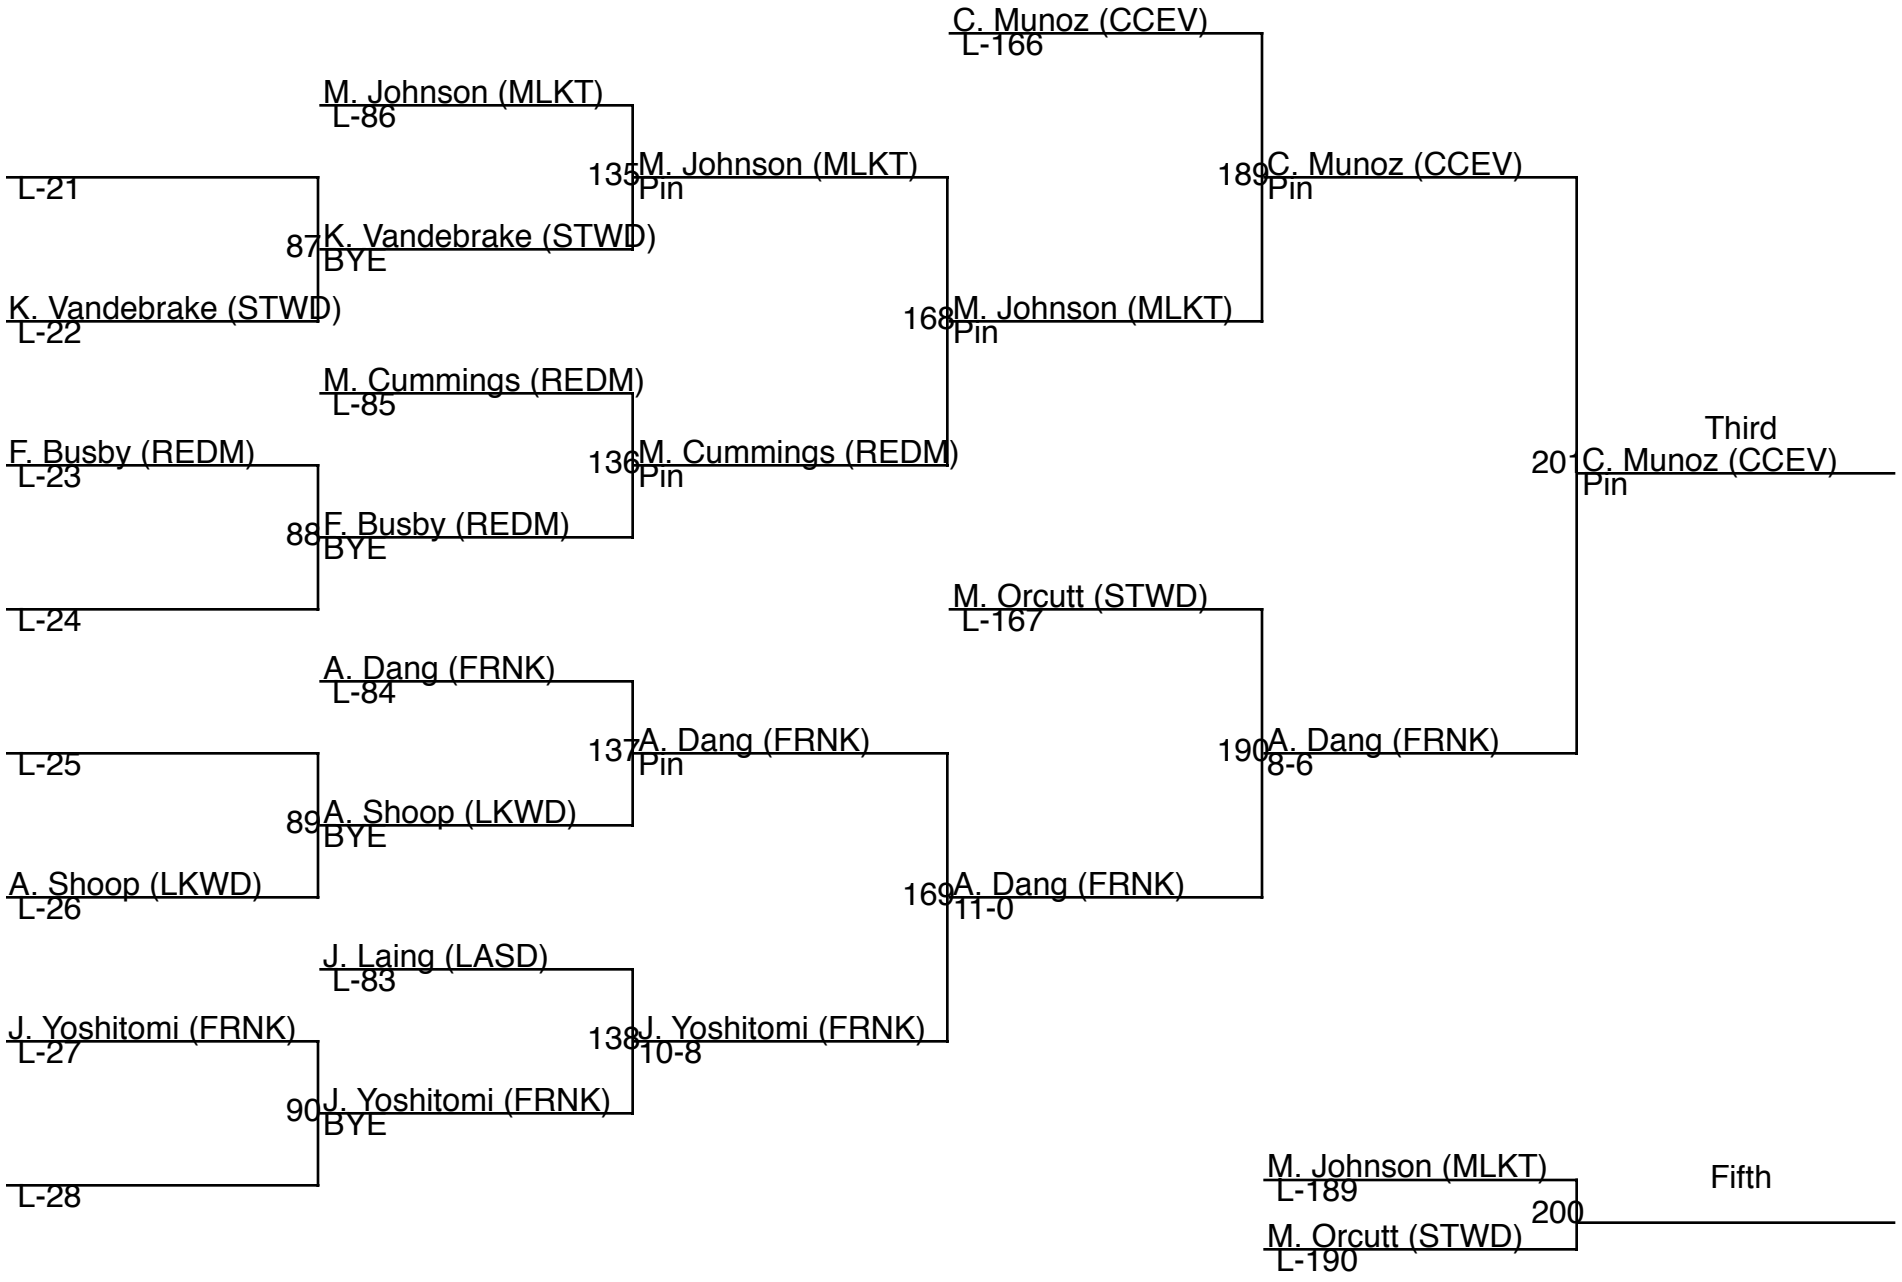 C. Munoz (CCEV)
L-166
M. Johnson (MLKT)
L-86
135
M. Johnson (MLKT)
Pin
189
C. Munoz (CCEV)
Pin
L-21
87
K. Vandebrake (STWD)
BYE
K. Vandebrake (STWD)
L-22
168
M. Johnson (MLKT)
Pin
M. Cummings (REDM)
L-85
Third
F. Busby (REDM)
L-23
136
M. Cummings (REDM)
Pin
201
C. Munoz (CCEV)
Pin
88
F. Busby (REDM)
BYE
M. Orcutt (STWD)
L-167
L-24
A. Dang (FRNK)
L-84
137
A. Dang (FRNK)
Pin
190
A. Dang (FRNK)
8-6
L-25
89
A. Shoop (LKWD)
BYE
A. Shoop (LKWD)
L-26
169
A. Dang (FRNK)
11-0
J. Laing (LASD)
L-83
J. Yoshitomi (FRNK)
L-27
138
J. Yoshitomi (FRNK)
10-8
90
J. Yoshitomi (FRNK)
BYE
L-28
M. Johnson (MLKT)
L-189
Fifth
200
M. Orcutt (STWD)
L-190